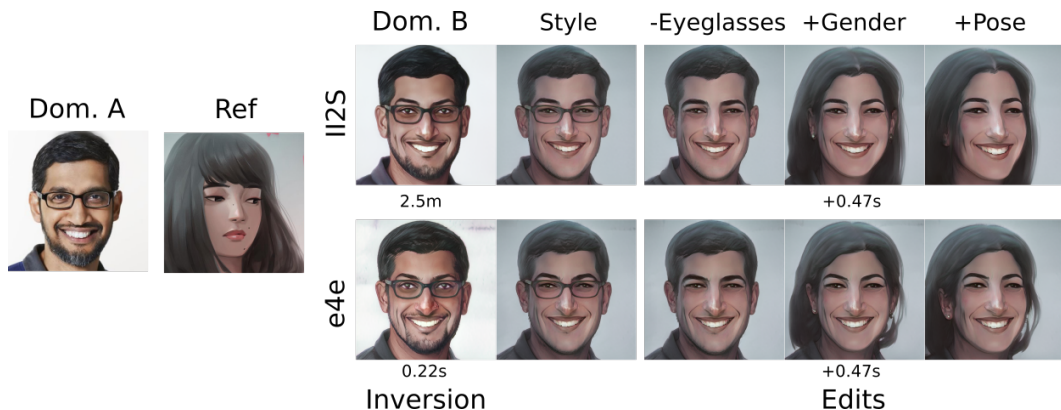 Dom. A
Ref
Dom. B
Style
-Eyeglasses
+Gender
+Pose
II2S
2.5m
+0.47s
e4e
0.22s
+0.47s
Inversion
Edits